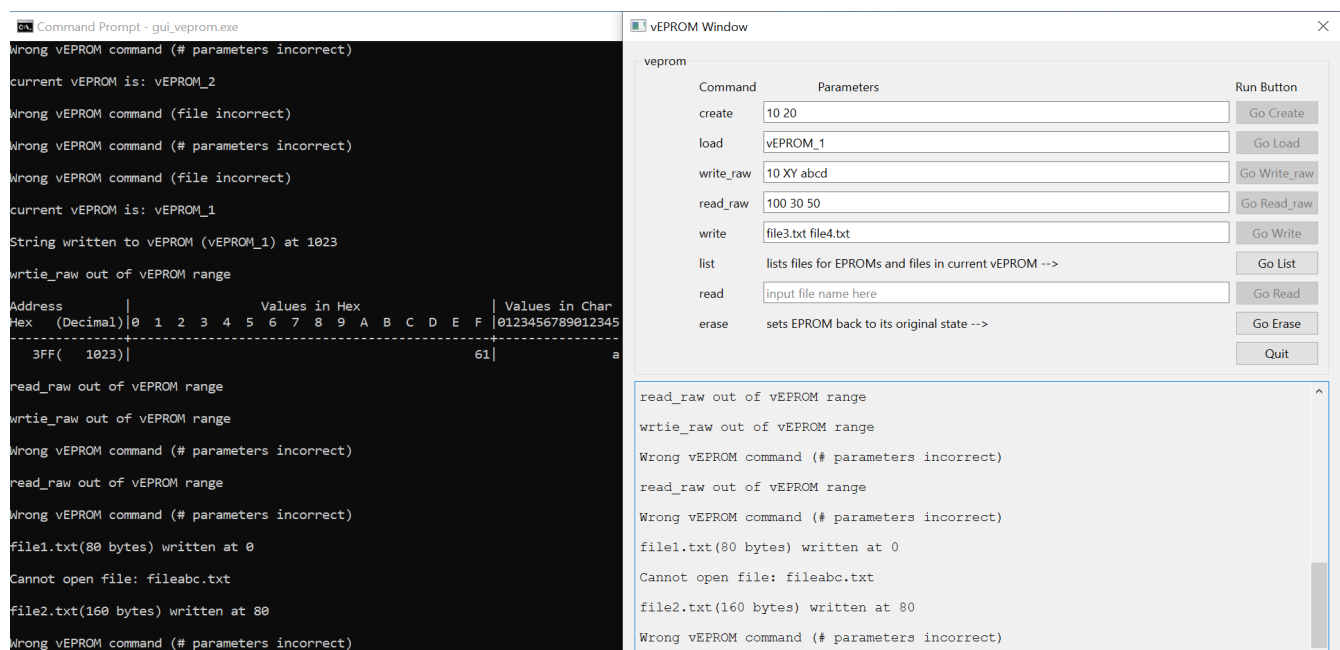 Command Prompt - gui_veprom.exe
Wrong vEPROM command (# parameters incorrect)
current vEPROM is: vEPROM_2
Wrong vEPROM command (file incorrect)
Wrong vEPROM command (# parameters incorrect)
Wrong vEPROM command (file incorrect)
current vEPROM is: vEPROM_1
String written to vEPROM (vEPROM_1) at 1023
wrtie_raw out of vEPROM range
Address | Values in Hex | Values in Char
Hex (Decimal)|0 1 2 3 4 5 6 7 8 9 A B C D E F |0123456789012345
3FF( 1023)| 61| a
read_raw out of vEPROM range
wrtie_raw out of vEPROM range
Wrong vEPROM command (# parameters incorrect)
read_raw out of vEPROM range
Wrong vEPROM command (# parameters incorrect)
file1.txt(80 bytes) written at 0
Cannot open file: fileabc.txt
file2.txt(160 bytes) written at 80
Wrong vEPROM command (# parameters incorrect)
vEPROM Window
veprom
Command Parameters Run Button
create 10 20 Go Create
load vEPROM_1 Go Load
write_raw 10 XY abcd Go Write_raw
read_raw 100 30 50 Go Read_raw
write file3.txt file4.txt Go Write
list lists files for EPROMs and files in current vEPROM --> Go List
read input file name here Go Read
erase sets EPROM back to its original state --> Go Erase
Quit
read_raw out of vEPROM range
wrtie_raw out of vEPROM range
Wrong vEPROM command (# parameters incorrect)
read_raw out of vEPROM range
Wrong vEPROM command (# parameters incorrect)
file1.txt(80 bytes) written at 0
Cannot open file: fileabc.txt
file2.txt(160 bytes) written at 80
Wrong vEPROM command (# parameters incorrect)